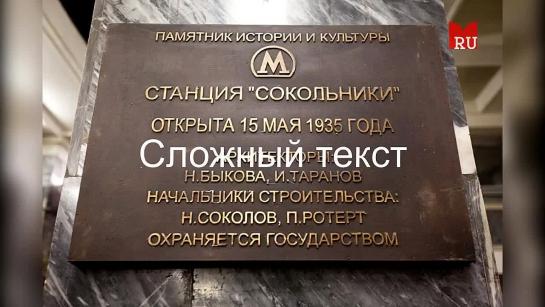 ПАМЯТНИК ИСТОРИИ И КУЛЬТУРЫ
М
СТАНЦИЯ "СОКОЛЬНИКИ"
ОТКРЫТА 15 МАЯ 1935 ГОДА
Сложный текст
АРХИТЕКТОРЫ
Н.БЫКОВА, И.ТАРАНОВ
НАЧАЛЬНИКИ СТРОИТЕЛЬСТВА:
Н.СОКОЛОВ, П.РОТЕРТ
ОХРАНЯЕТСЯ ГОСУДАРСТВОМ
М
RU